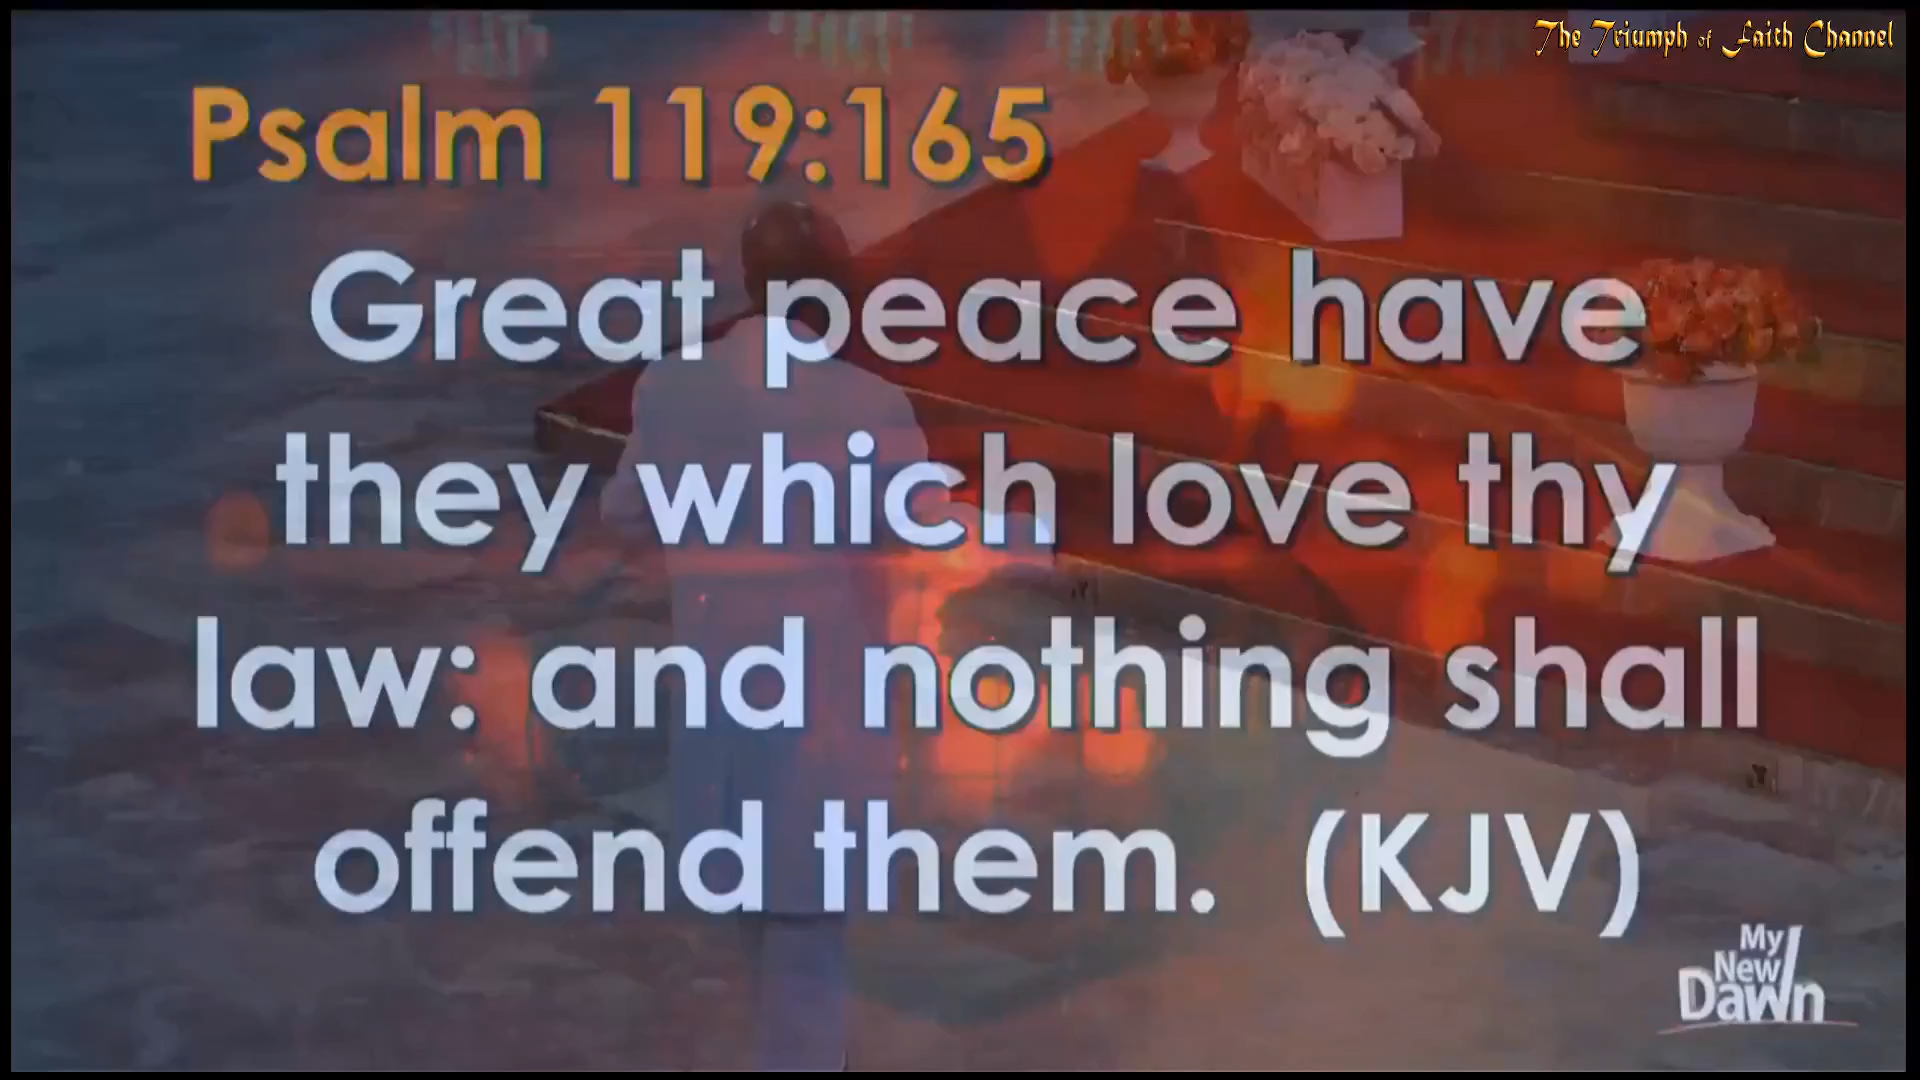 The Triumph of Faith Channel
Psalm 119:165
Great peace have
they which love thy
law: and nothing shall
offend them. (KJV)
My
New
Dawn